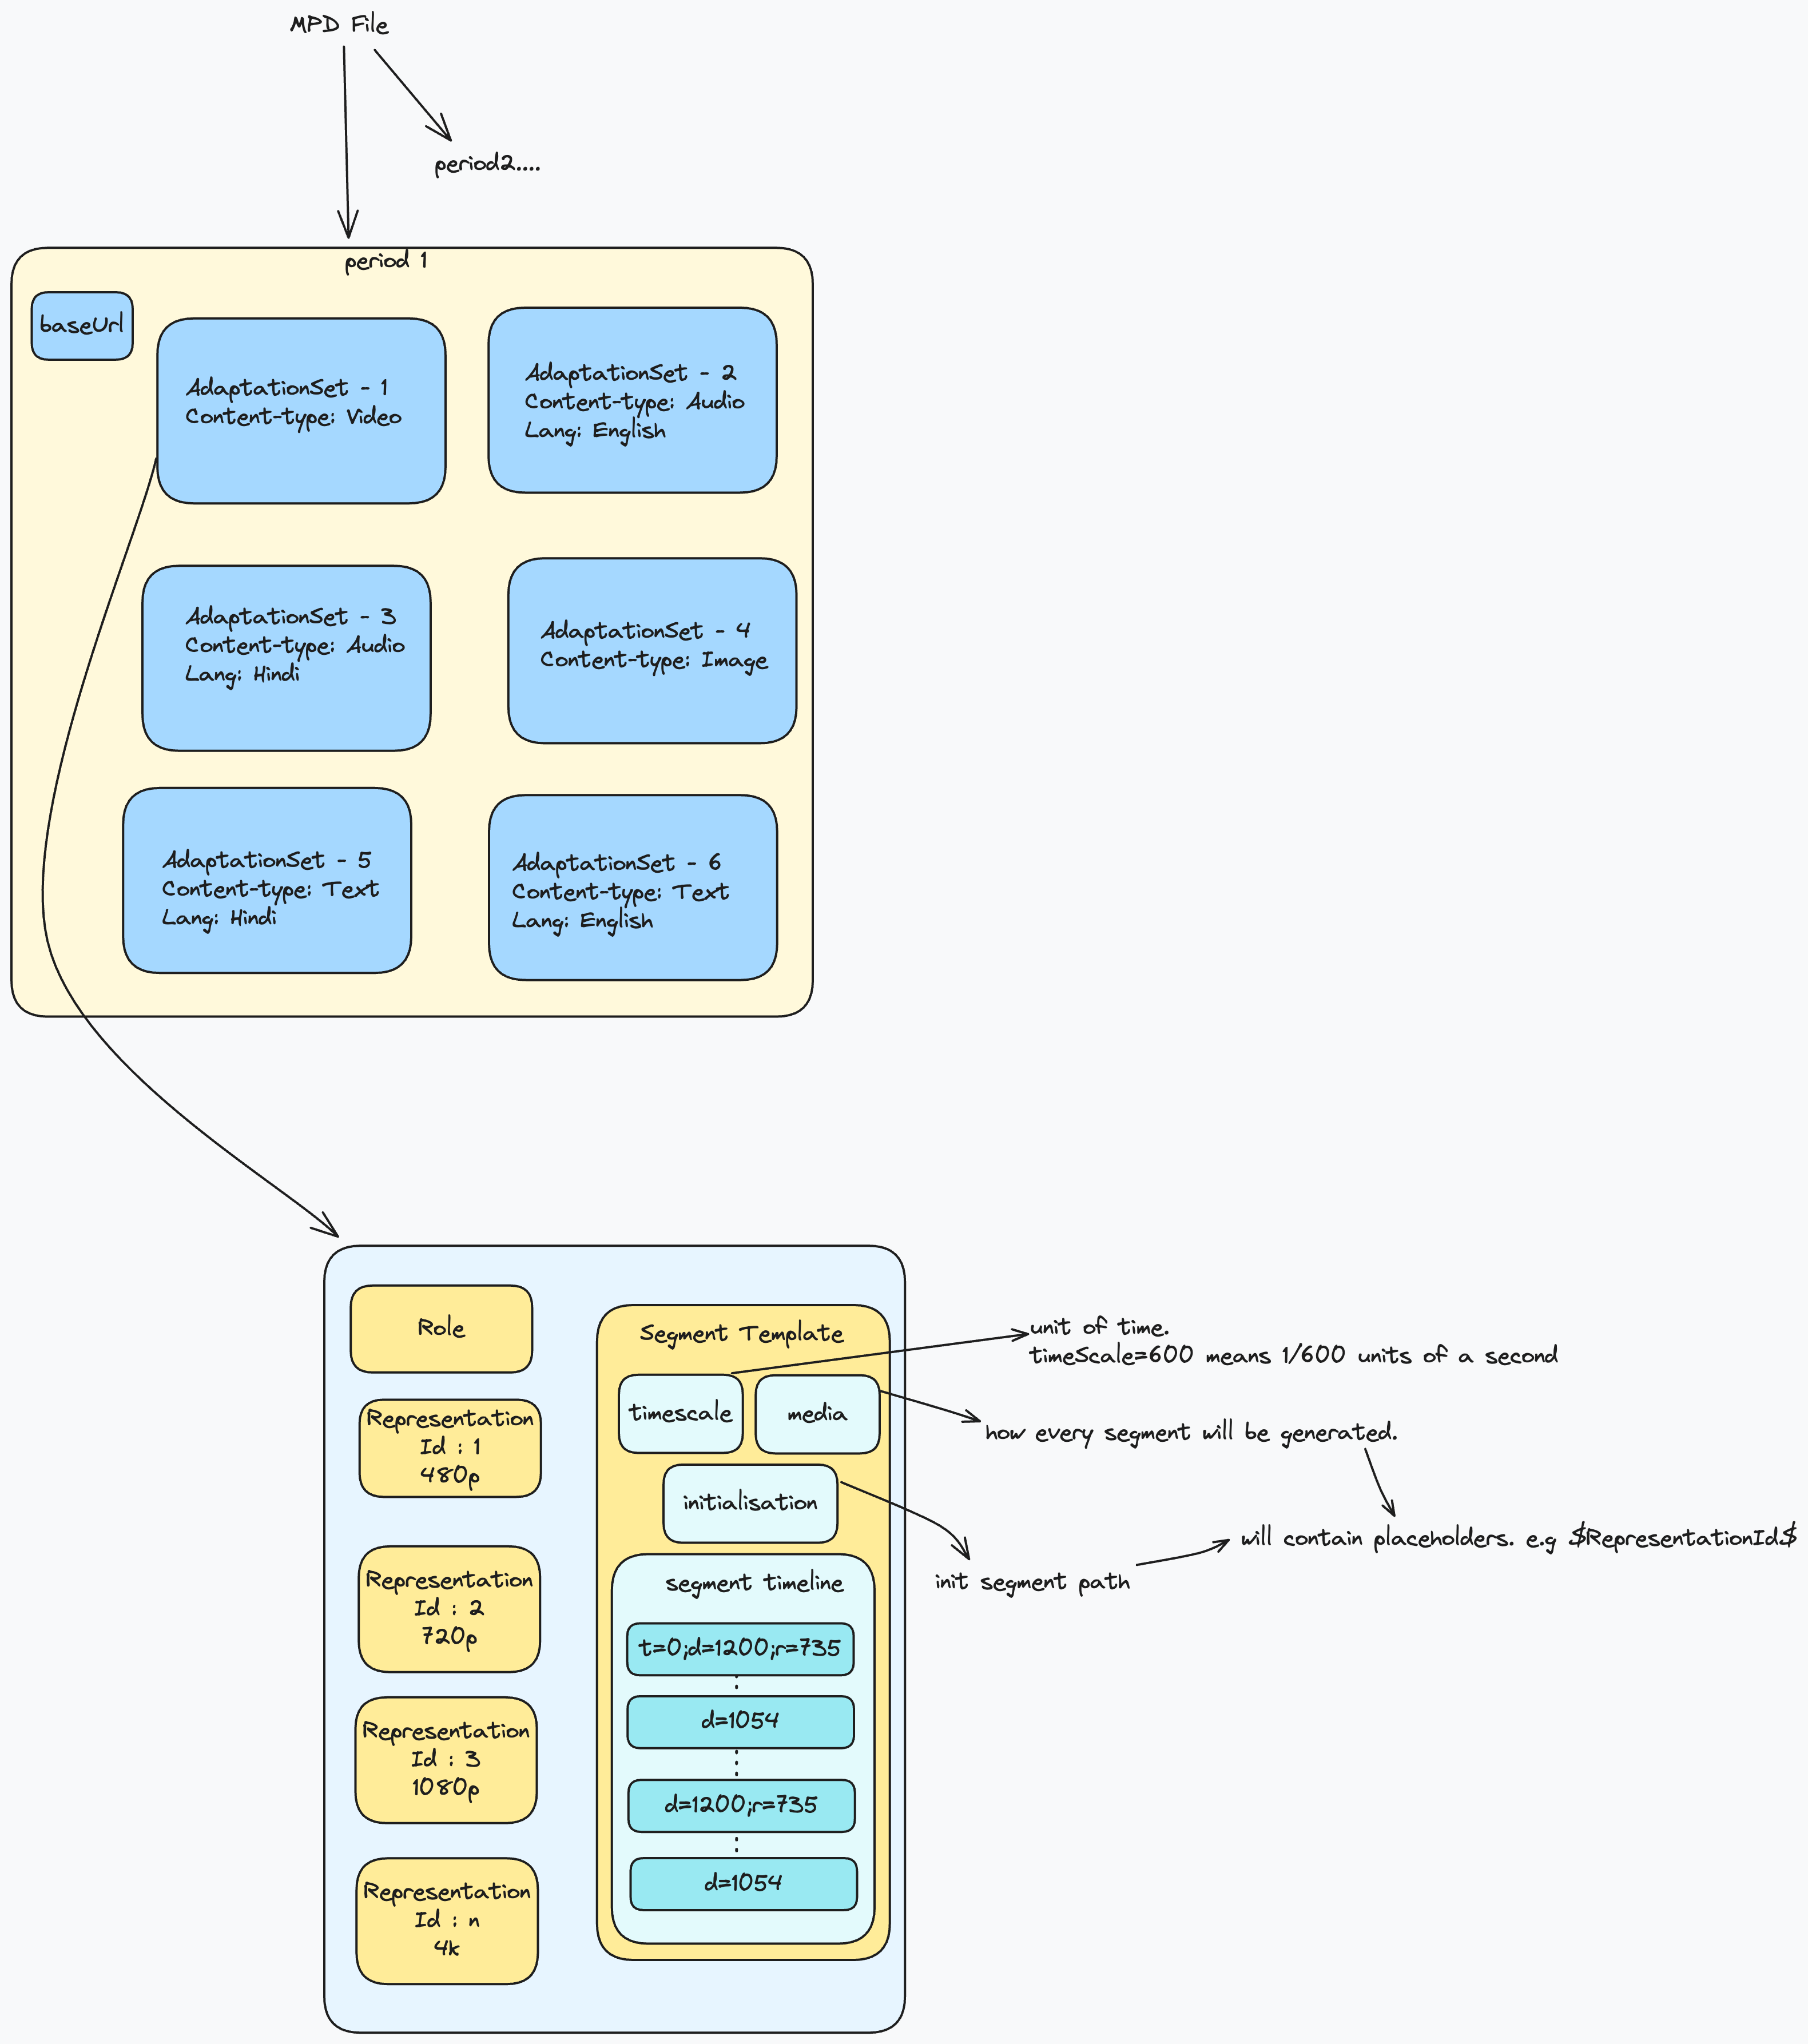 MPD File
period2....
period 1
baseUrl
AdaptationSet - 1
Content-type: Video
AdaptationSet - 2
Content-type: Audio
Lang: English
AdaptationSet - 3
Content-type: Audio
Lang: Hindi
AdaptationSet - 4
Content-type: Image
AdaptationSet - 5
Content-type: Text
Lang: Hindi
AdaptationSet - 6
Content-type: Text
Lang: English
Role
Representation
Id : 1
480p
Representation
Id : 2
720p
Representation
Id : 3
1080p
Representation
Id : n
4k
Segment Template
timescale
media
initialisation
segment timeline
t=0;d=1200;r=735
d=1054
d=1200;r=735
d=1054
unit of time.
timeScale=600 means 1/600 units of a second
how every segment will be generated.
will contain placeholders. e.g $RepresentationId$
init segment path